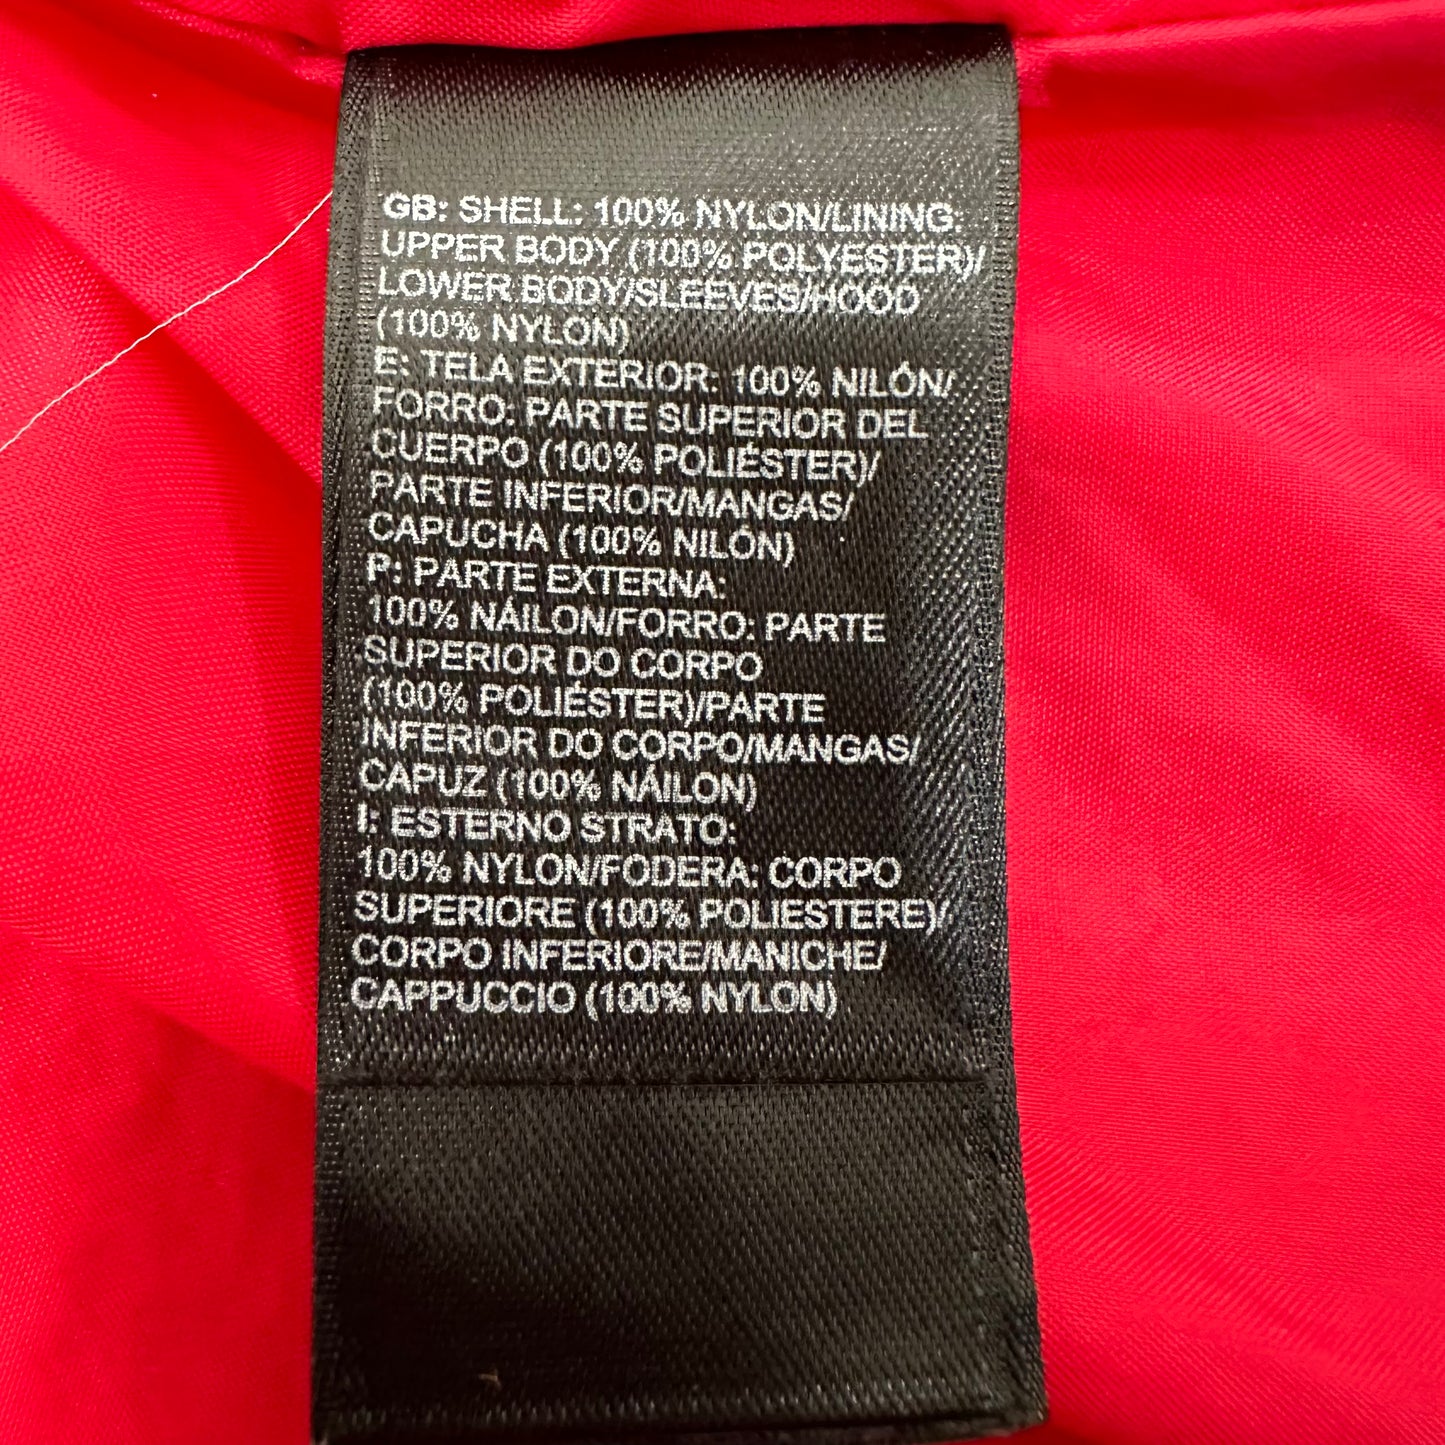 GB: SHELL: 100% NYLON/LINING:
UPPER BODY (100% POLYESTER)/
LOWER BODY/SLEEVES/HOOD
(100% NYLON)
E: TELA EXTERIOR: 100% NILÓN/
FORRO: PARTE SUPERIOR DEL
CUERPO (100% POLIÉSTER)/
PARTE INFERIOR/MANGAS/
CAPUCHA (100% NILÓN)
P: PARTE EXTERNA:
100% NÁILON/FORRO: PARTE
SUPERIOR DO CORPO
(100% POLIÉSTER)/PARTE
INFERIOR DO CORPO/MANGAS/
CAPUZ (100% NÁILON)
I: ESTERNO STRATO:
100% NYLON/FODERA: CORPO
SUPERIORE (100% POLIESTERE)/
CORPO INFERIORE/MANICHE/
CAPPUCCIO (100% NYLON)